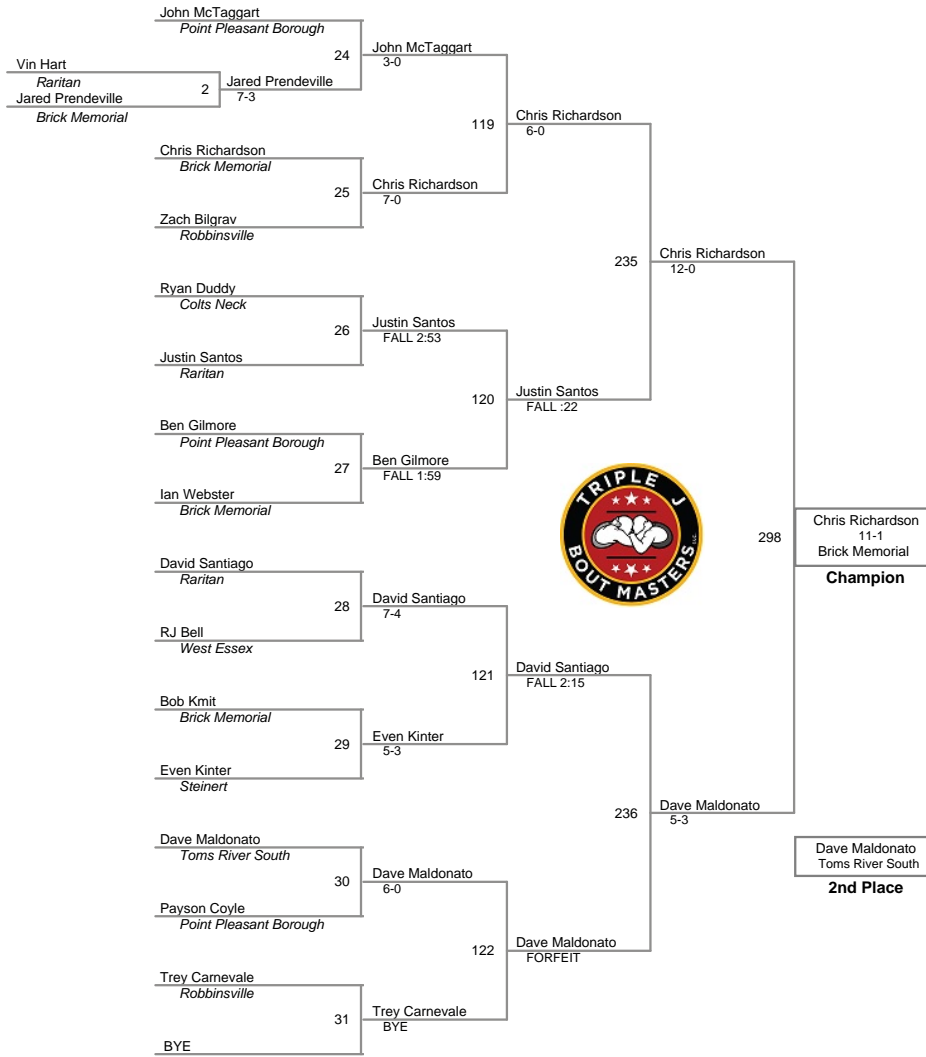 John McTaggart
Point Pleasant Borough
24
John McTaggart
3-0
Vin Hart
Raritan
2
Jared Prendeville
7-3
Jared Prendeville
Brick Memorial
119
Chris Richardson
6-0
Chris Richardson
Brick Memorial
25
Chris Richardson
7-0
Zach Bilgrav
Robbinsville
235
Chris Richardson
12-0
Ryan Duddy
Colts Neck
26
Justin Santos
FALL 2:53
Justin Santos
Raritan
120
Justin Santos
FALL :22
Ben Gilmore
Point Pleasant Borough
27
Ben Gilmore
FALL 1:59
Ian Webster
Brick Memorial
TRIPLE J
BOUT MASTERS
298
Chris Richardson
11-1
Brick Memorial
Champion
David Santiago
Raritan
28
David Santiago
7-4
RJ Bell
West Essex
121
David Santiago
FALL 2:15
Bob Kmit
Brick Memorial
29
Even Kinter
5-3
Even Kinter
Steinert
236
Dave Maldonato
5-3
Dave Maldonato
Toms River South
2nd Place
Dave Maldonato
Toms River South
30
Dave Maldonato
6-0
Payson Coyle
Point Pleasant Borough
122
Dave Maldonato
FORFEIT
Trey Carnevale
Robbinsville
31
Trey Carnevale
BYE
BYE